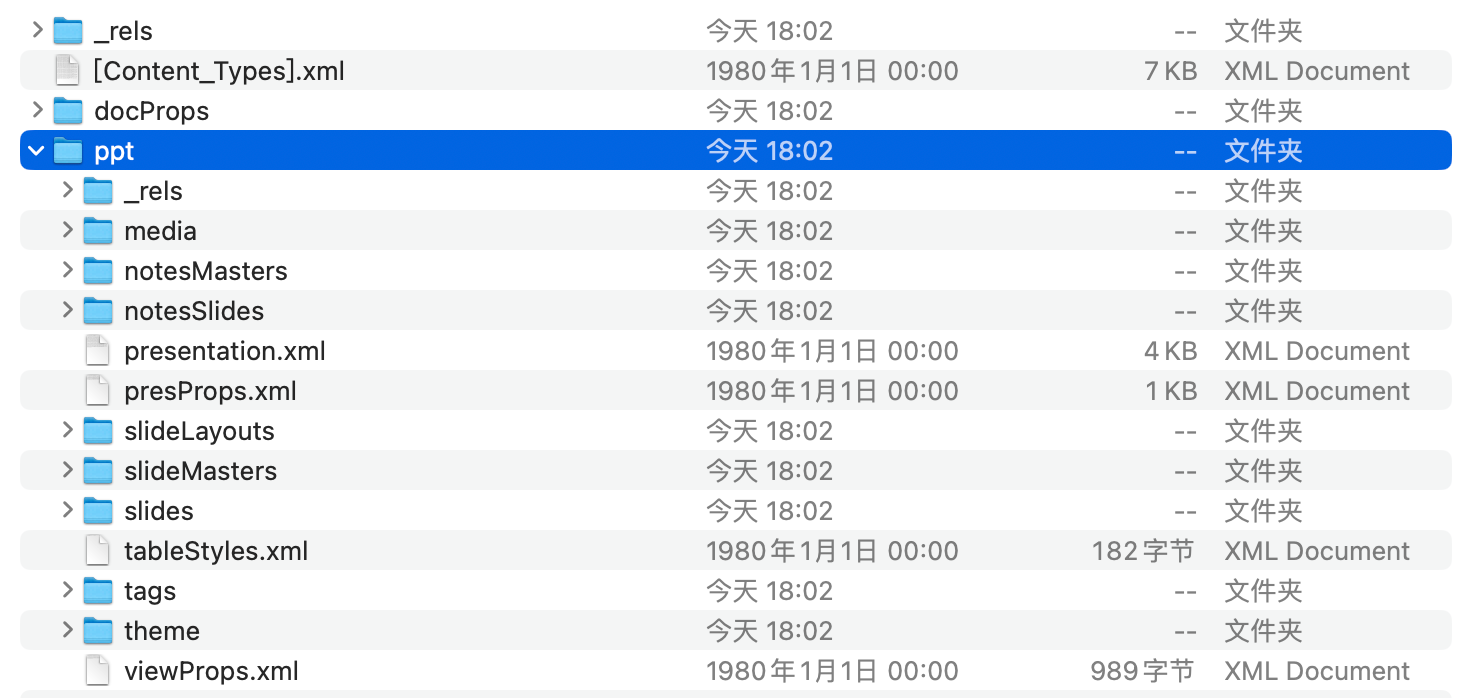 _rels 今天 18:02 -- 文件夹
[Content_Types].xml 1980年1月1日 00:00 7 KB XML Document
docProps 今天 18:02 -- 文件夹
ppt 今天 18:02 -- 文件夹
_rels 今天 18:02 -- 文件夹
media 今天 18:02 -- 文件夹
notesMasters 今天 18:02 -- 文件夹
notesSlides 今天 18:02 -- 文件夹
presentation.xml 1980年1月1日 00:00 4 KB XML Document
presProps.xml 1980年1月1日 00:00 1 KB XML Document
slideLayouts 今天 18:02 -- 文件夹
slideMasters 今天 18:02 -- 文件夹
slides 今天 18:02 -- 文件夹
tableStyles.xml 1980年1月1日 00:00 182 字节 XML Document
tags 今天 18:02 -- 文件夹
theme 今天 18:02 -- 文件夹
viewProps.xml 1980年1月1日 00:00 989 字节 XML Document